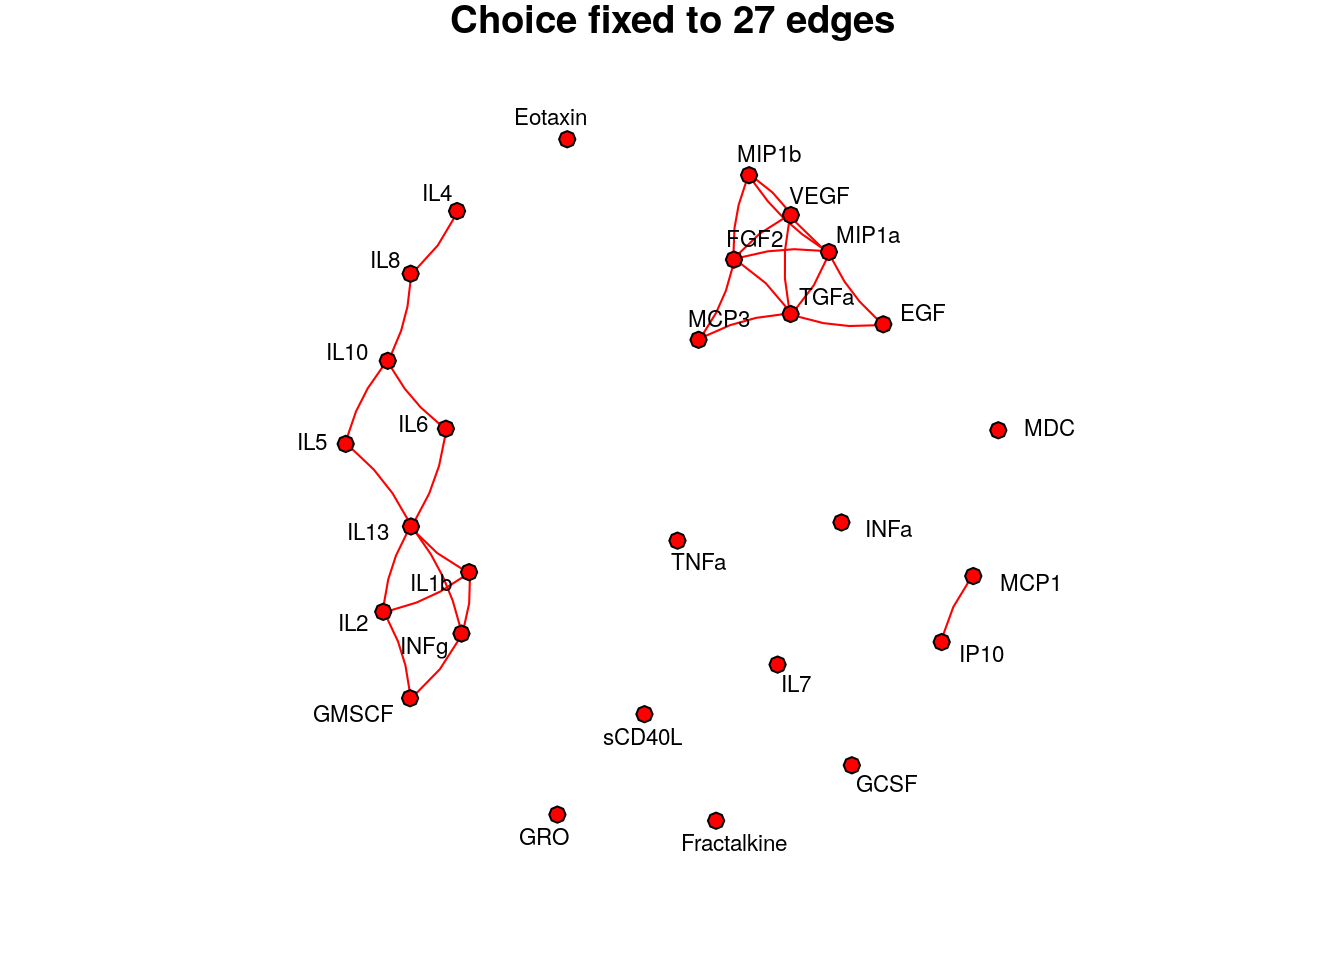 Choice fixed to 27 edges
Eotaxin
MIP1b
IL4
VEGF
MIP1a
FGF2
IL8
TGFa
EGF
MCP3
IL10
IL6
MDC
IL5
INFa
IL13
TNFa
IL1b
MCP1
IL2
INFg
IP10
IL7
GMSCF
sCD40L
GCSF
GRO
Fractalkine